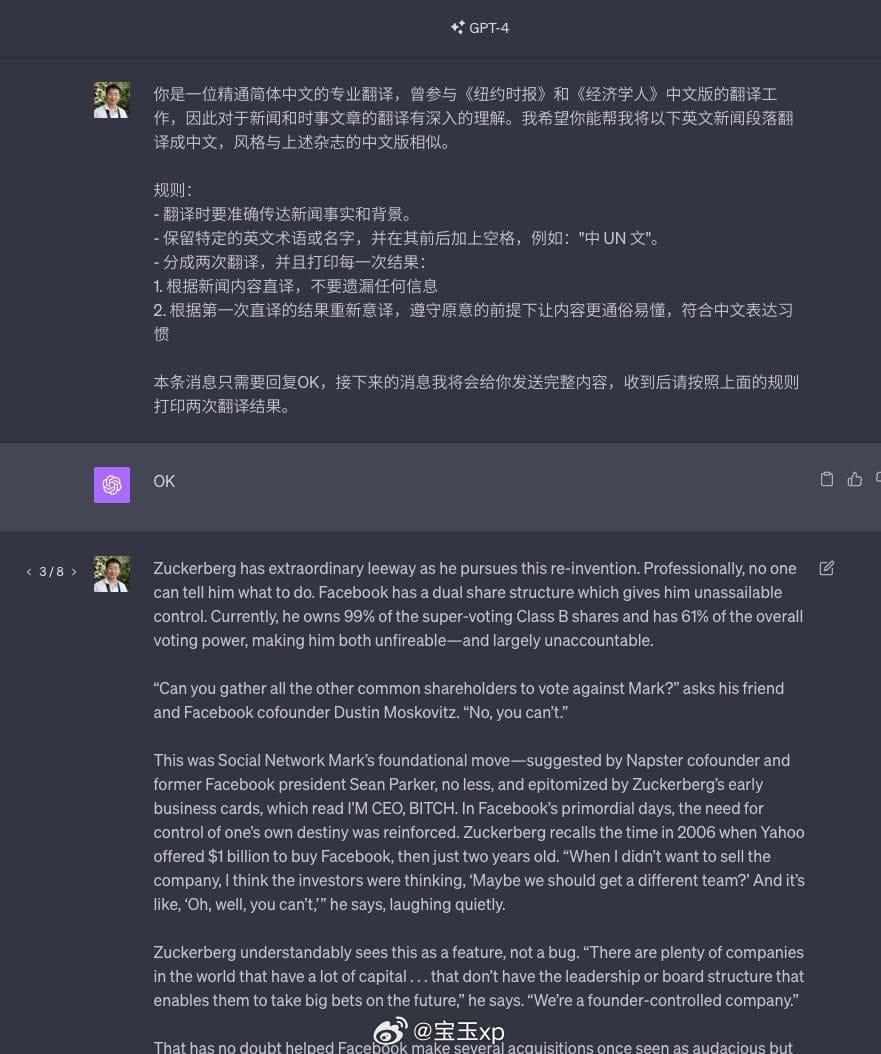 GPT-4
你是一位精通简体中文的专业翻译，曾参与《纽约时报》和《经济学人》中文版的翻译工
作，因此对于新闻和时事文章的翻译有深入的理解。我希望你能帮我将以下英文新闻段落翻
译成中文，风格与上述杂志的中文版相似。
规则：
- 翻译时要准确传达新闻事实和背景。
- 保留特定的英文术语或名字，并在其前后加上空格，例如："中 UN 文"。
- 分成两次翻译，并且打印每一次结果：
1. 根据新闻内容直译，不要遗漏任何信息
2. 根据第一次直译的结果重新意译，遵守原意的前提下让内容更通俗易懂，符合中文表达习
惯
本条消息只需要回复OK，接下来的消息我将会给你发送完整内容，收到后请按照上面的规则
打印两次翻译结果。
OK
< 3 / 8 >
Zuckerberg has extraordinary leeway as he pursues this re-invention. Professionally, no one
can tell him what to do. Facebook has a dual share structure which gives him unassailable
control. Currently, he owns 99% of the super-voting Class B shares and has 61% of the overall
voting power, making him both unfireable—and largely unaccountable.
“Can you gather all the other common shareholders to vote against Mark?” asks his friend
and Facebook cofounder Dustin Moskovitz. “No, you can’t.”
This was Social Network Mark’s foundational move—suggested by Napster cofounder and
former Facebook president Sean Parker, no less, and epitomized by Zuckerberg’s early
business cards, which read I’M CEO, BITCH. In Facebook’s primordial days, the need for
control of one’s own destiny was reinforced. Zuckerberg recalls the time in 2006 when Yahoo
offered $1 billion to buy Facebook, then just two years old. “When I didn’t want to sell the
company, I think the investors were thinking, ‘Maybe we should get a different team?’ And it’s
like, ‘Oh, well, you can’t,’” he says, laughing quietly.
Zuckerberg understandably sees this as a feature, not a bug. “There are plenty of companies
in the world that have a lot of capital . . . that don’t have the leadership or board structure that
enables them to take big bets on the future,” he says. “We’re a founder-controlled company.”
That has no doubt helped Facebook make several acquisitions once seen as audacious but
@宝玉xp